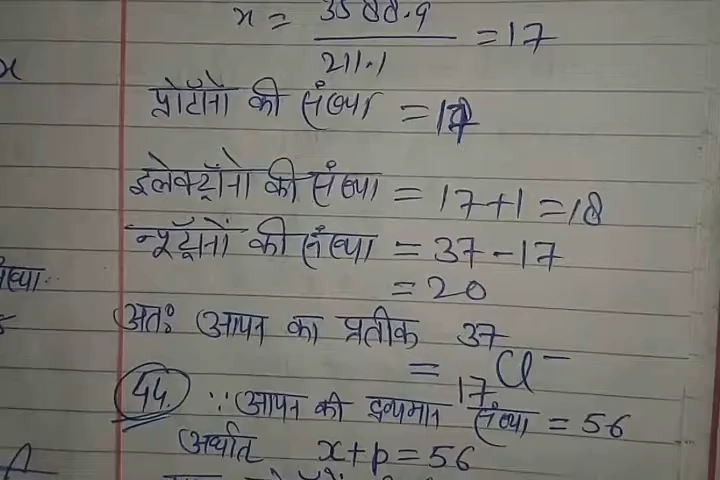 x = 3588.9 / 211.1 = 17
x
प्रोटॉनों की संख्या = 17
इलेक्ट्रॉनों की संख्या = 17+1 = 18
न्यूट्रॉनों की संख्या = 37-17
= 20
अतः आयन का प्रतीक = ³⁷₁₇Cl⁻
44. ∵ आयन की द्रव्यमान संख्या = 56
अर्थात x+p = 56